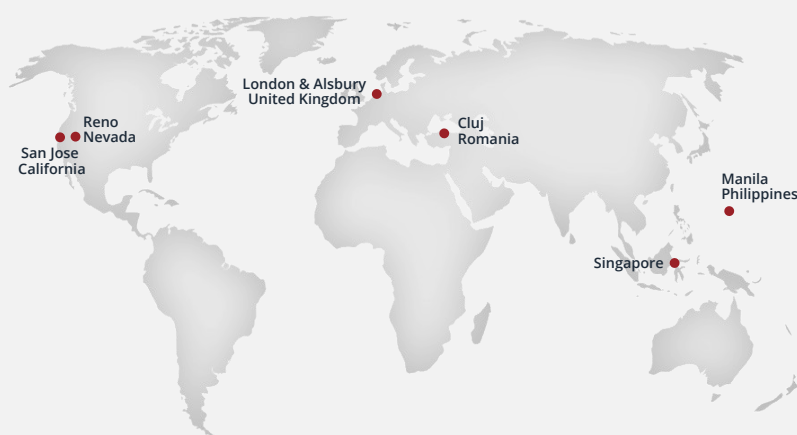 London & Alsbury
United Kingdom
Reno
Nevada
San Jose
California
Cluj
Romania
Manila
Philippines
Singapore